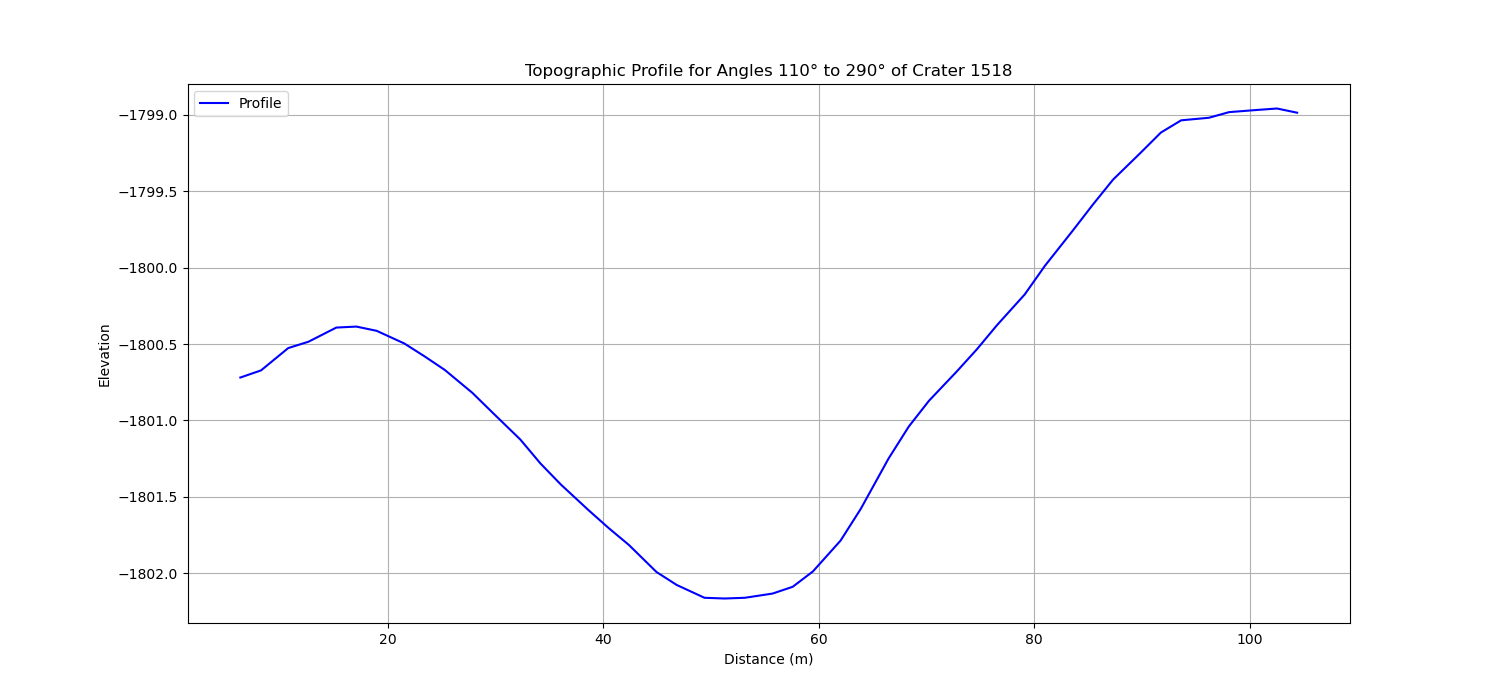 Topographic Profile for Angles 110° to 290° of Crater 1518
Profile
−1799.0
−1799.5
−1800.0
−1800.5
−1801.0
−1801.5
−1802.0
Elevation
20 40 60 80 100
Distance (m)